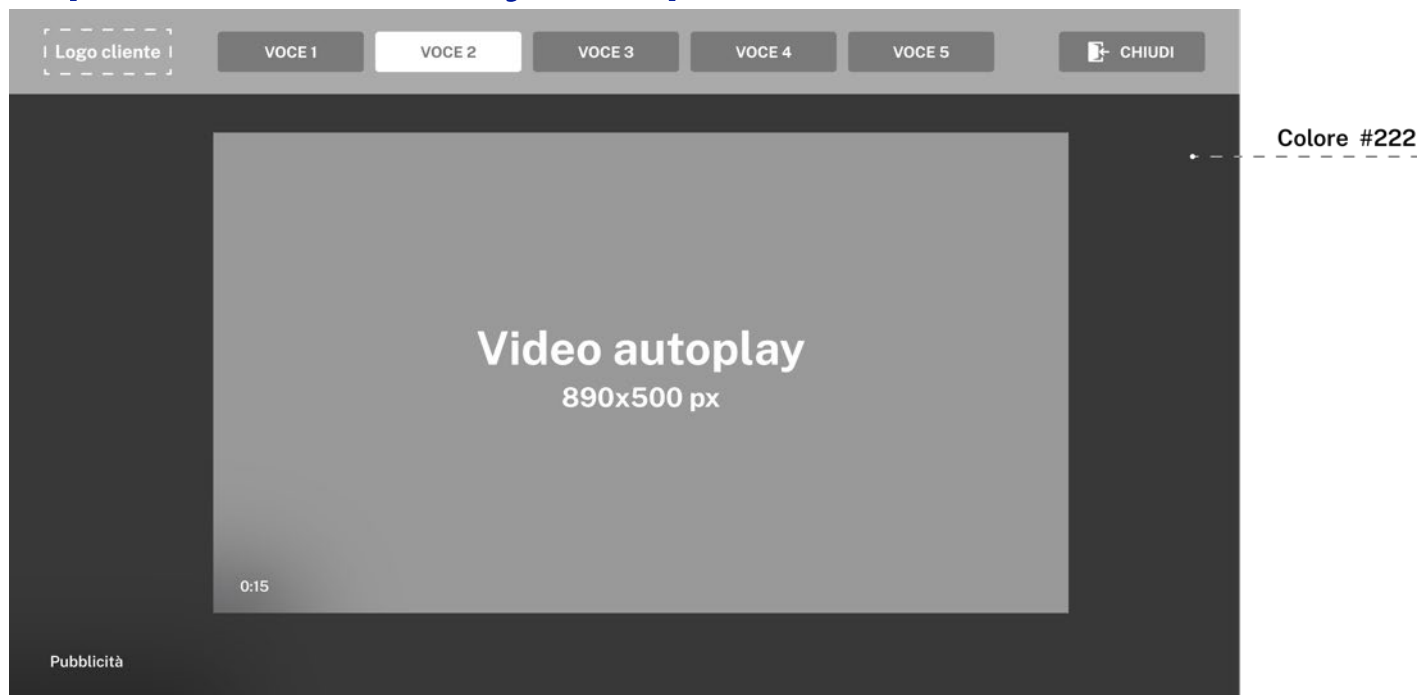 Logo cliente
VOCE 1
VOCE 2
VOCE 3
VOCE 4
VOCE 5
CHIUDI
Colore #222
Video autoplay
890x500 px
0:15
Pubblicità